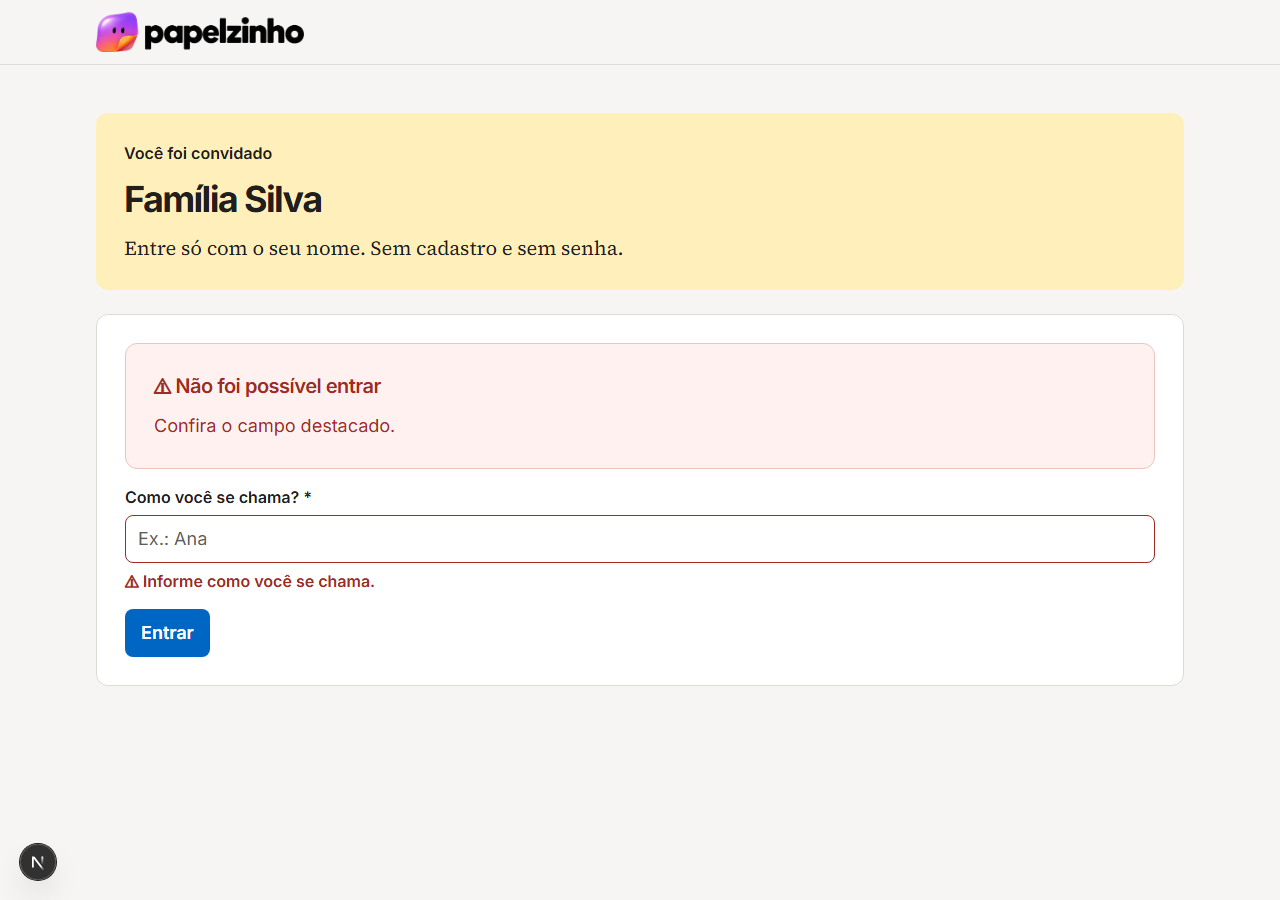 papelzinho
Você foi convidado
Família Silva
Entre só com o seu nome. Sem cadastro e sem senha.
⚠ Não foi possível entrar
Confira o campo destacado.
Como você se chama? *
Ex.: Ana
⚠ Informe como você se chama.
Entrar
N